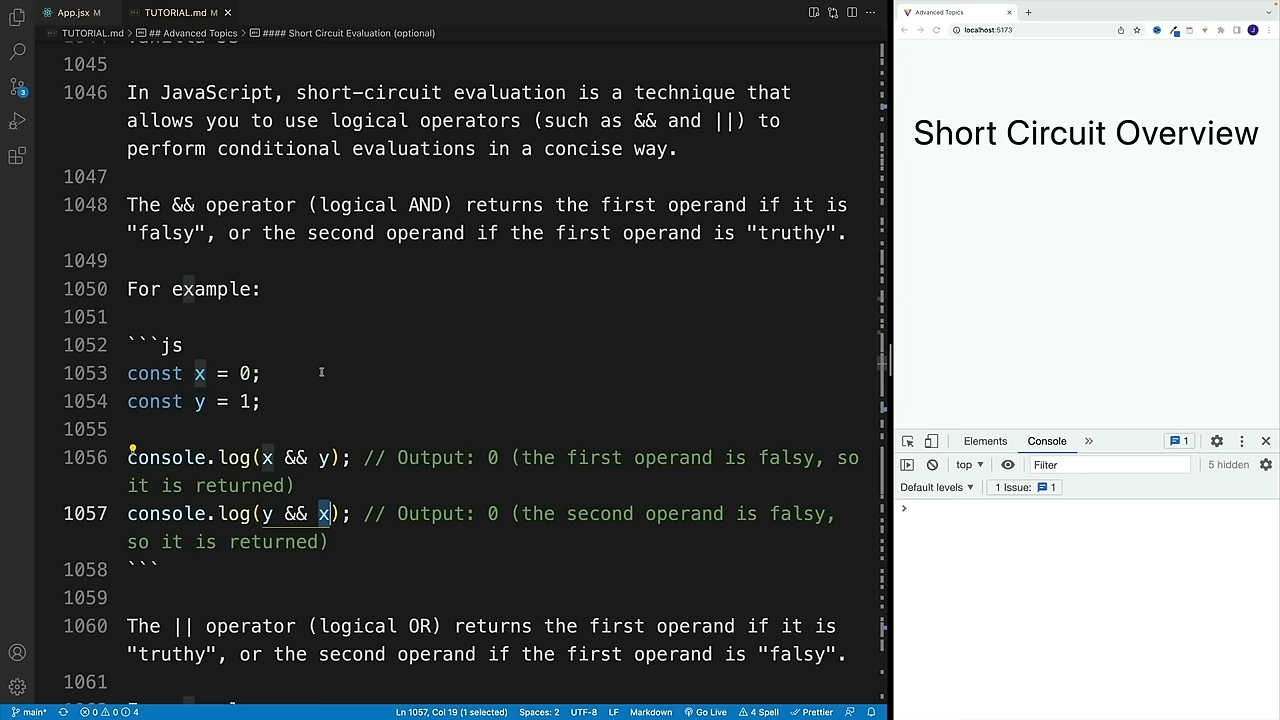 App.jsx M
TUTORIAL.md M
TUTORIAL.md > ## Advanced Topics > #### Short Circuit Evaluation (optional)
1045
1046 In JavaScript, short-circuit evaluation is a technique that
allows you to use logical operators (such as && and ||) to
perform conditional evaluations in a concise way.
1047
1048 The && operator (logical AND) returns the first operand if it is
"falsy", or the second operand if the first operand is "truthy".
1049
1050 For example:
1051
1052 ```js
1053 const x = 0;
1054 const y = 1;
1055
1056 console.log(x && y); // Output: 0 (the first operand is falsy, so
it is returned)
1057 console.log(y && x); // Output: 0 (the second operand is falsy,
so it is returned)
1058 ```
1059
1060 The || operator (logical OR) returns the first operand if it is
"truthy", or the second operand if the first operand is "falsy".
1061
3
main*
0 0 4
Ln 1057, Col 19 (1 selected)
Spaces: 2
UTF-8
LF
Markdown
Go Live
4 Spell
Prettier
Advanced Topics
localhost:5173
J
Short Circuit Overview
Elements
Console
1
top
Filter
5 hidden
Default levels
1 Issue: 1